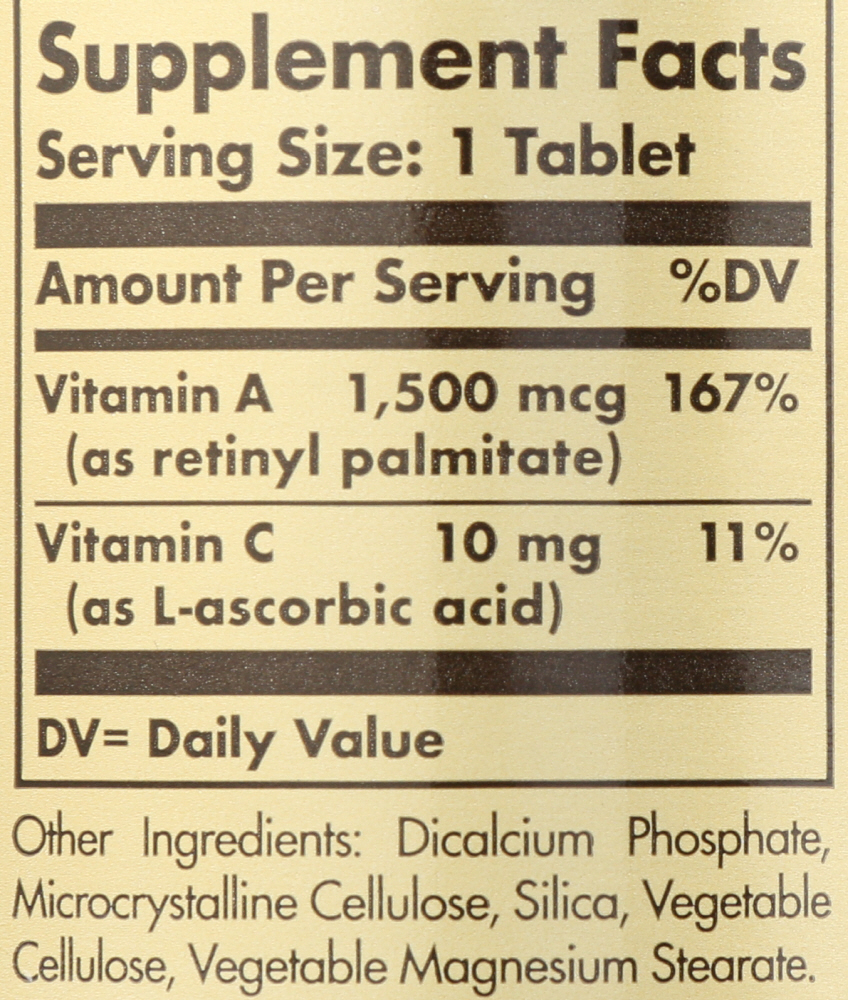 Supplement Facts
Serving Size: 1 Tablet
Amount Per Serving %DV
Vitamin A 1,500 mcg 167%
(as retinyl palmitate)
Vitamin C 10 mg 11%
(as L-ascorbic acid)
DV= Daily Value
Other Ingredients: Dicalcium Phosphate,
Microcrystalline Cellulose, Silica, Vegetable
Cellulose, Vegetable Magnesium Stearate.